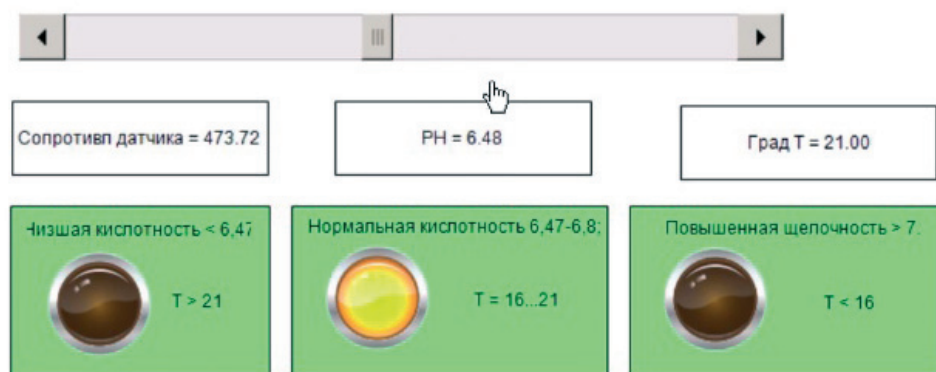 Сопротивл датчика = 473.72
PH = 6.48
Град T = 21.00
Низшая кислотность < 6,47
Нормальная кислотность 6,47-6,8;
Повышенная щелочность > 7.
T > 21
T = 16...21
T < 16